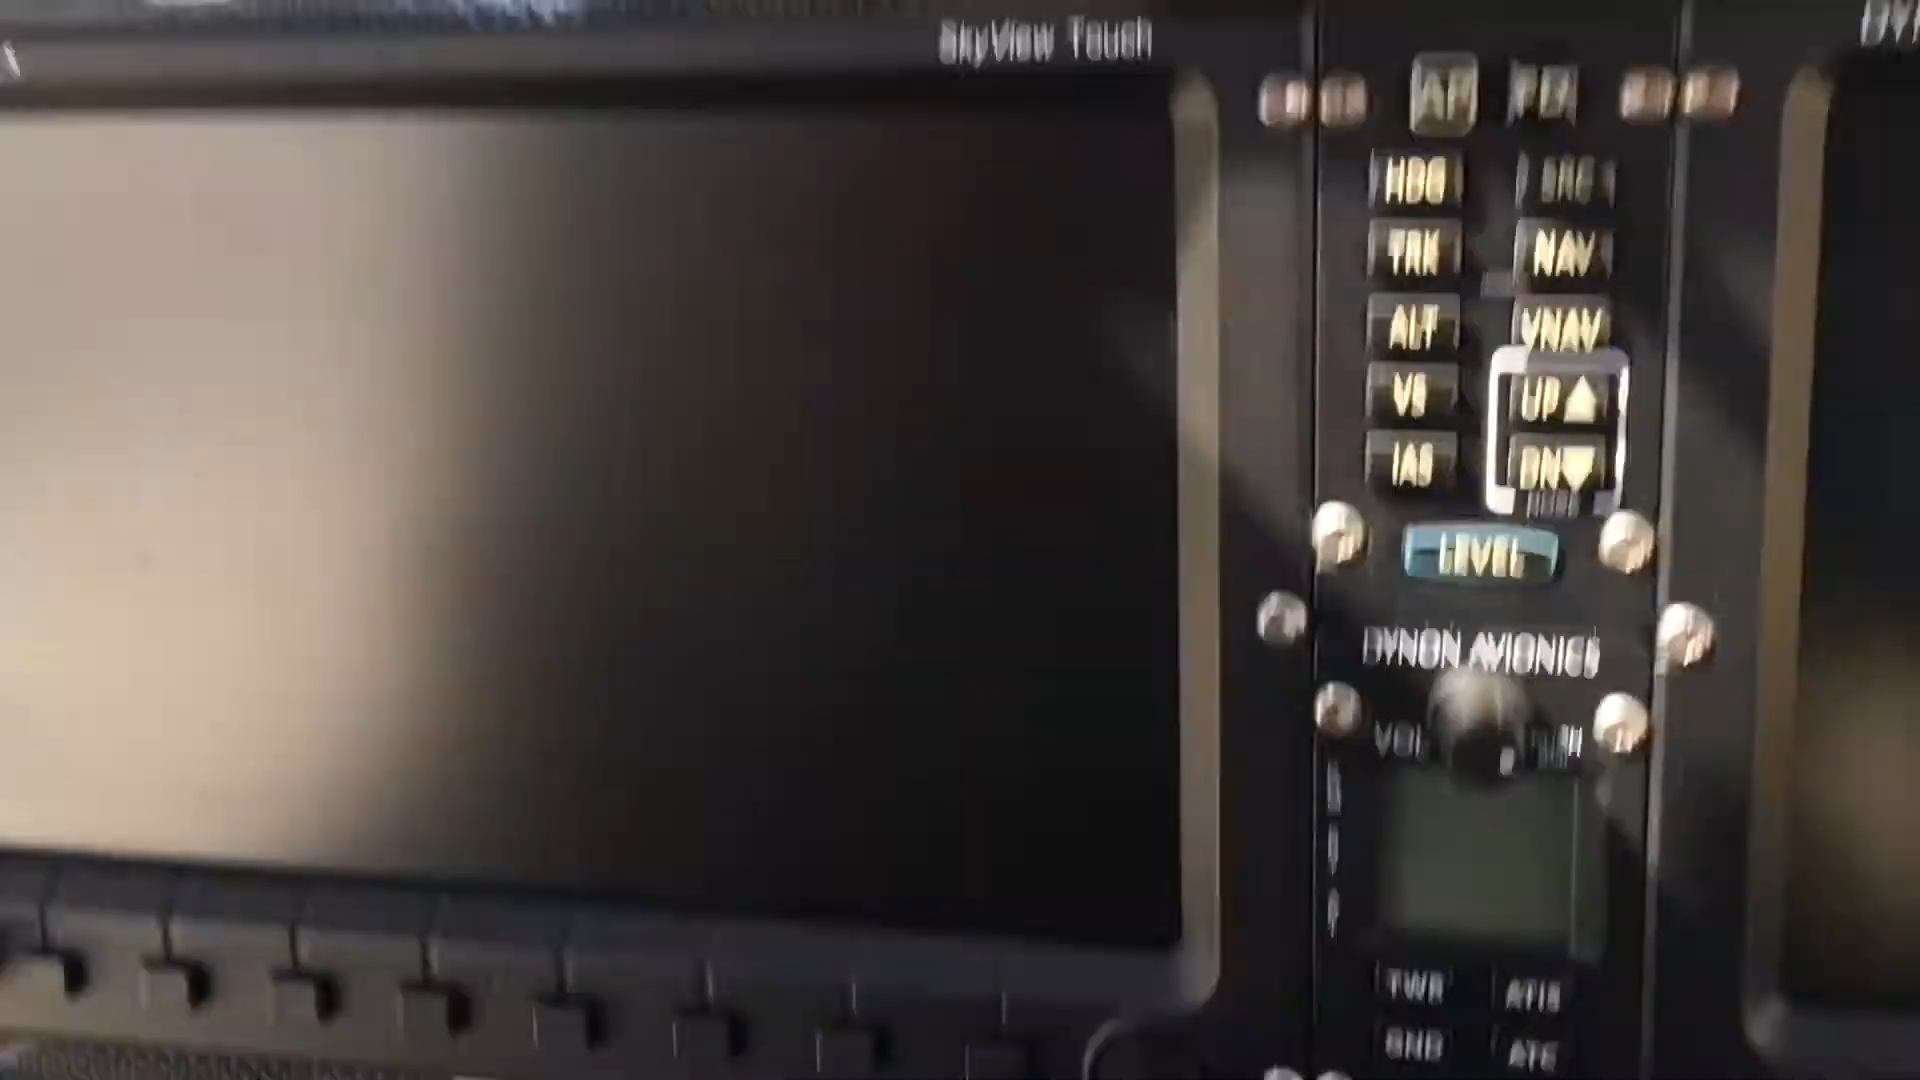 SkyView Touch
AP FD
HDG
TRK NAV
ALT VNAV
VS UP
IAS DN
LEVEL
DYNON AVIONICS
VOL
TWR ATIS
GND ATC